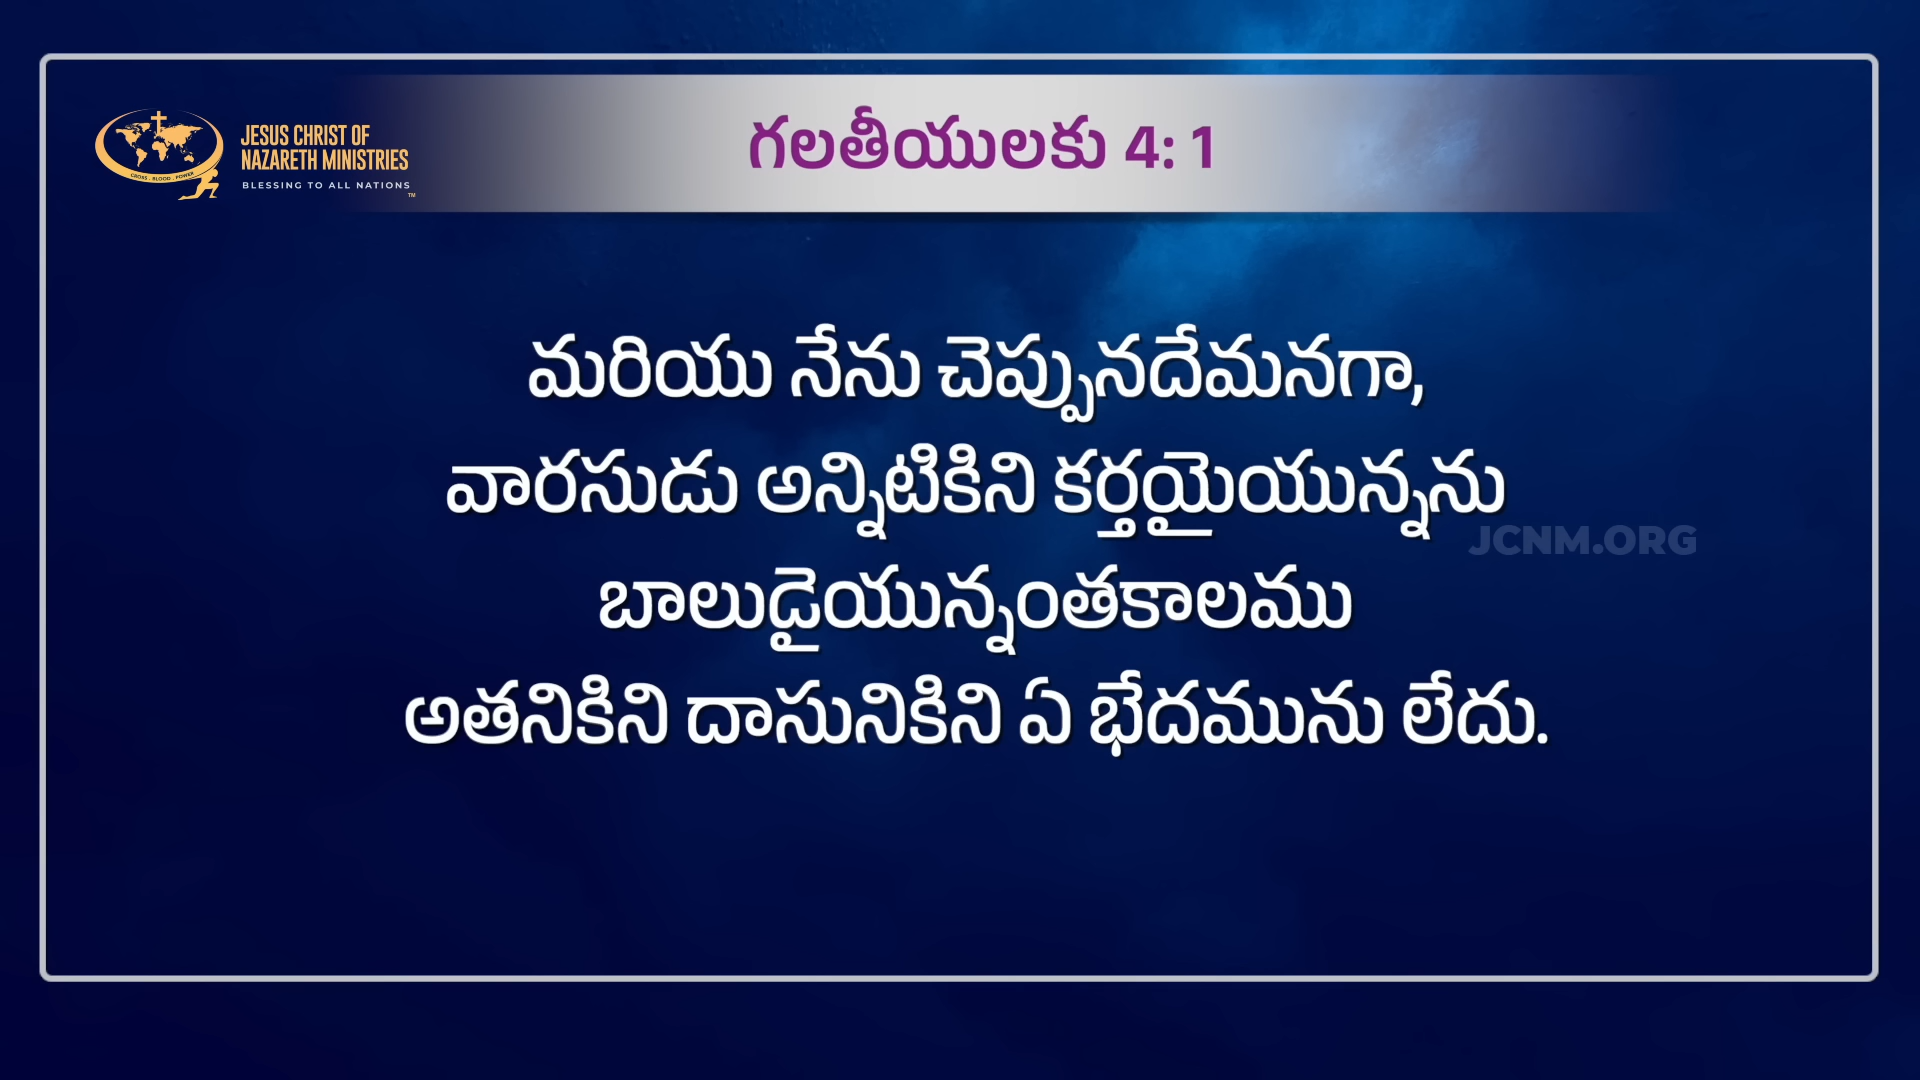 గలతీయులకు 4: 1
JESUS CHRIST OF
NAZARETH MINISTRIES
BLESSING TO ALL NATIONS
TM
CROSS . BLOOD . POWER
మరియు నేను చెప్పునదేమనగా,
వారసుడు అన్నిటికిని కర్తయైయున్నను
JCNM.ORG
బాలుడైయున్నంతకాలము
అతనికిని దాసునికిని ఏ భేదమును లేదు.